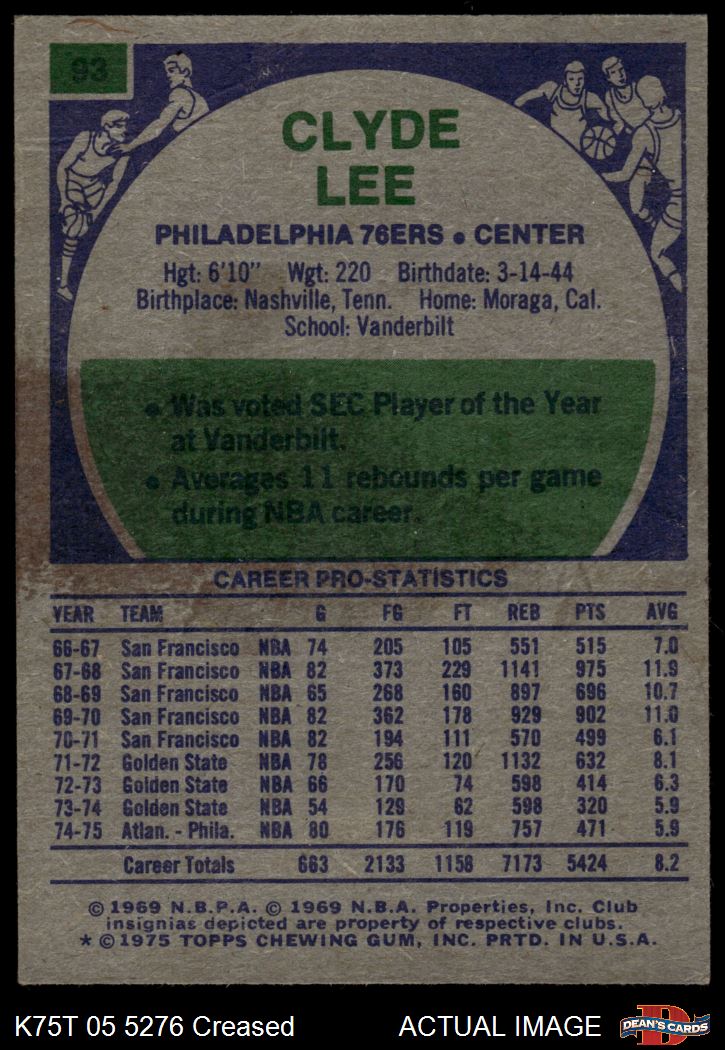 93
CLYDE
LEE
PHILADELPHIA 76ERS • CENTER
Hgt: 6'10" Wgt: 220 Birthdate: 3-14-44
Birthplace: Nashville, Tenn. Home: Moraga, Cal.
School: Vanderbilt
• Was voted SEC Player of the Year
at Vanderbilt.
• Averages 11 rebounds per game
during NBA career.
CAREER PRO-STATISTICS
YEAR TEAM G FG FT REB PTS AVG
66-67 San Francisco NBA 74 205 105 551 515 7.0
67-68 San Francisco NBA 82 373 229 1141 975 11.9
68-69 San Francisco NBA 65 268 160 897 696 10.7
69-70 San Francisco NBA 82 362 178 929 902 11.0
70-71 San Francisco NBA 82 194 111 570 499 6.1
71-72 Golden State NBA 78 256 120 1132 632 8.1
72-73 Golden State NBA 66 170 74 598 414 6.3
73-74 Golden State NBA 54 129 62 598 320 5.9
74-75 Atlan. - Phila. NBA 80 176 119 757 471 5.9
Career Totals 663 2133 1158 7173 5424 8.2
© 1969 N.B.P.A. © 1969 N.B.A. Properties, Inc. Club
insignias depicted are property of respective clubs.
* © 1975 TOPPS CHEWING GUM, INC. PRTD. IN U.S.A.
K75T 05 5276 Creased ACTUAL IMAGE
D
DEAN'S CARDS